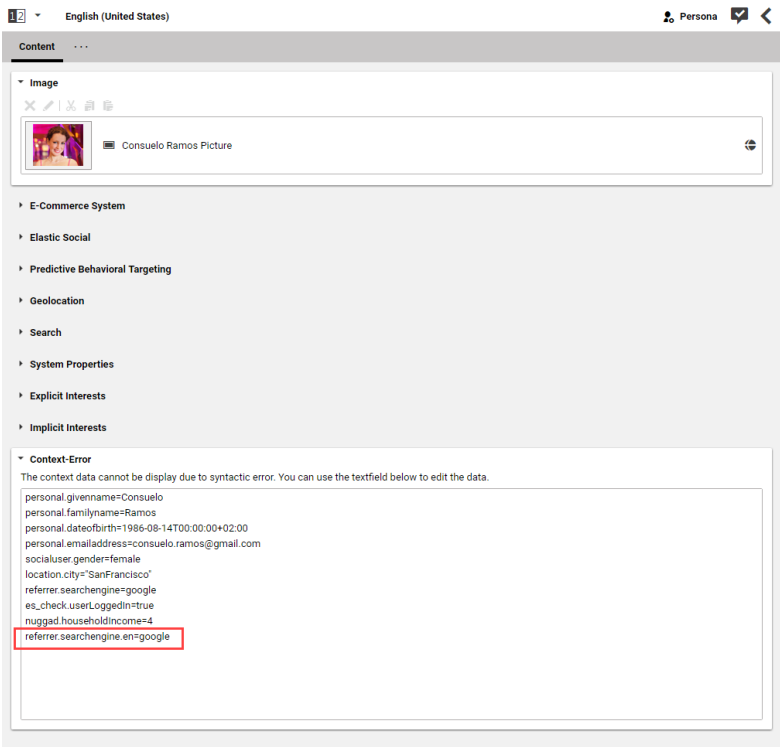 12 English (United States) Persona
Content ...
Image
Consuelo Ramos Picture
E-Commerce System
Elastic Social
Predictive Behavioral Targeting
Geolocation
Search
System Properties
Explicit Interests
Implicit Interests
Context-Error
The context data cannot be display due to syntactic error. You can use the textfield below to edit the data.
personal.givenname=Consuelo
personal.familyname=Ramos
personal.dateofbirth=1986-08-14T00:00:00+02:00
personal.emailaddress=consuelo.ramos@gmail.com
socialuser.gender=female
location.city="SanFrancisco"
referrer.searchengine=google
es_check.userLoggedIn=true
nuggad.householdIncome=4
referrer.searchengine.en=google